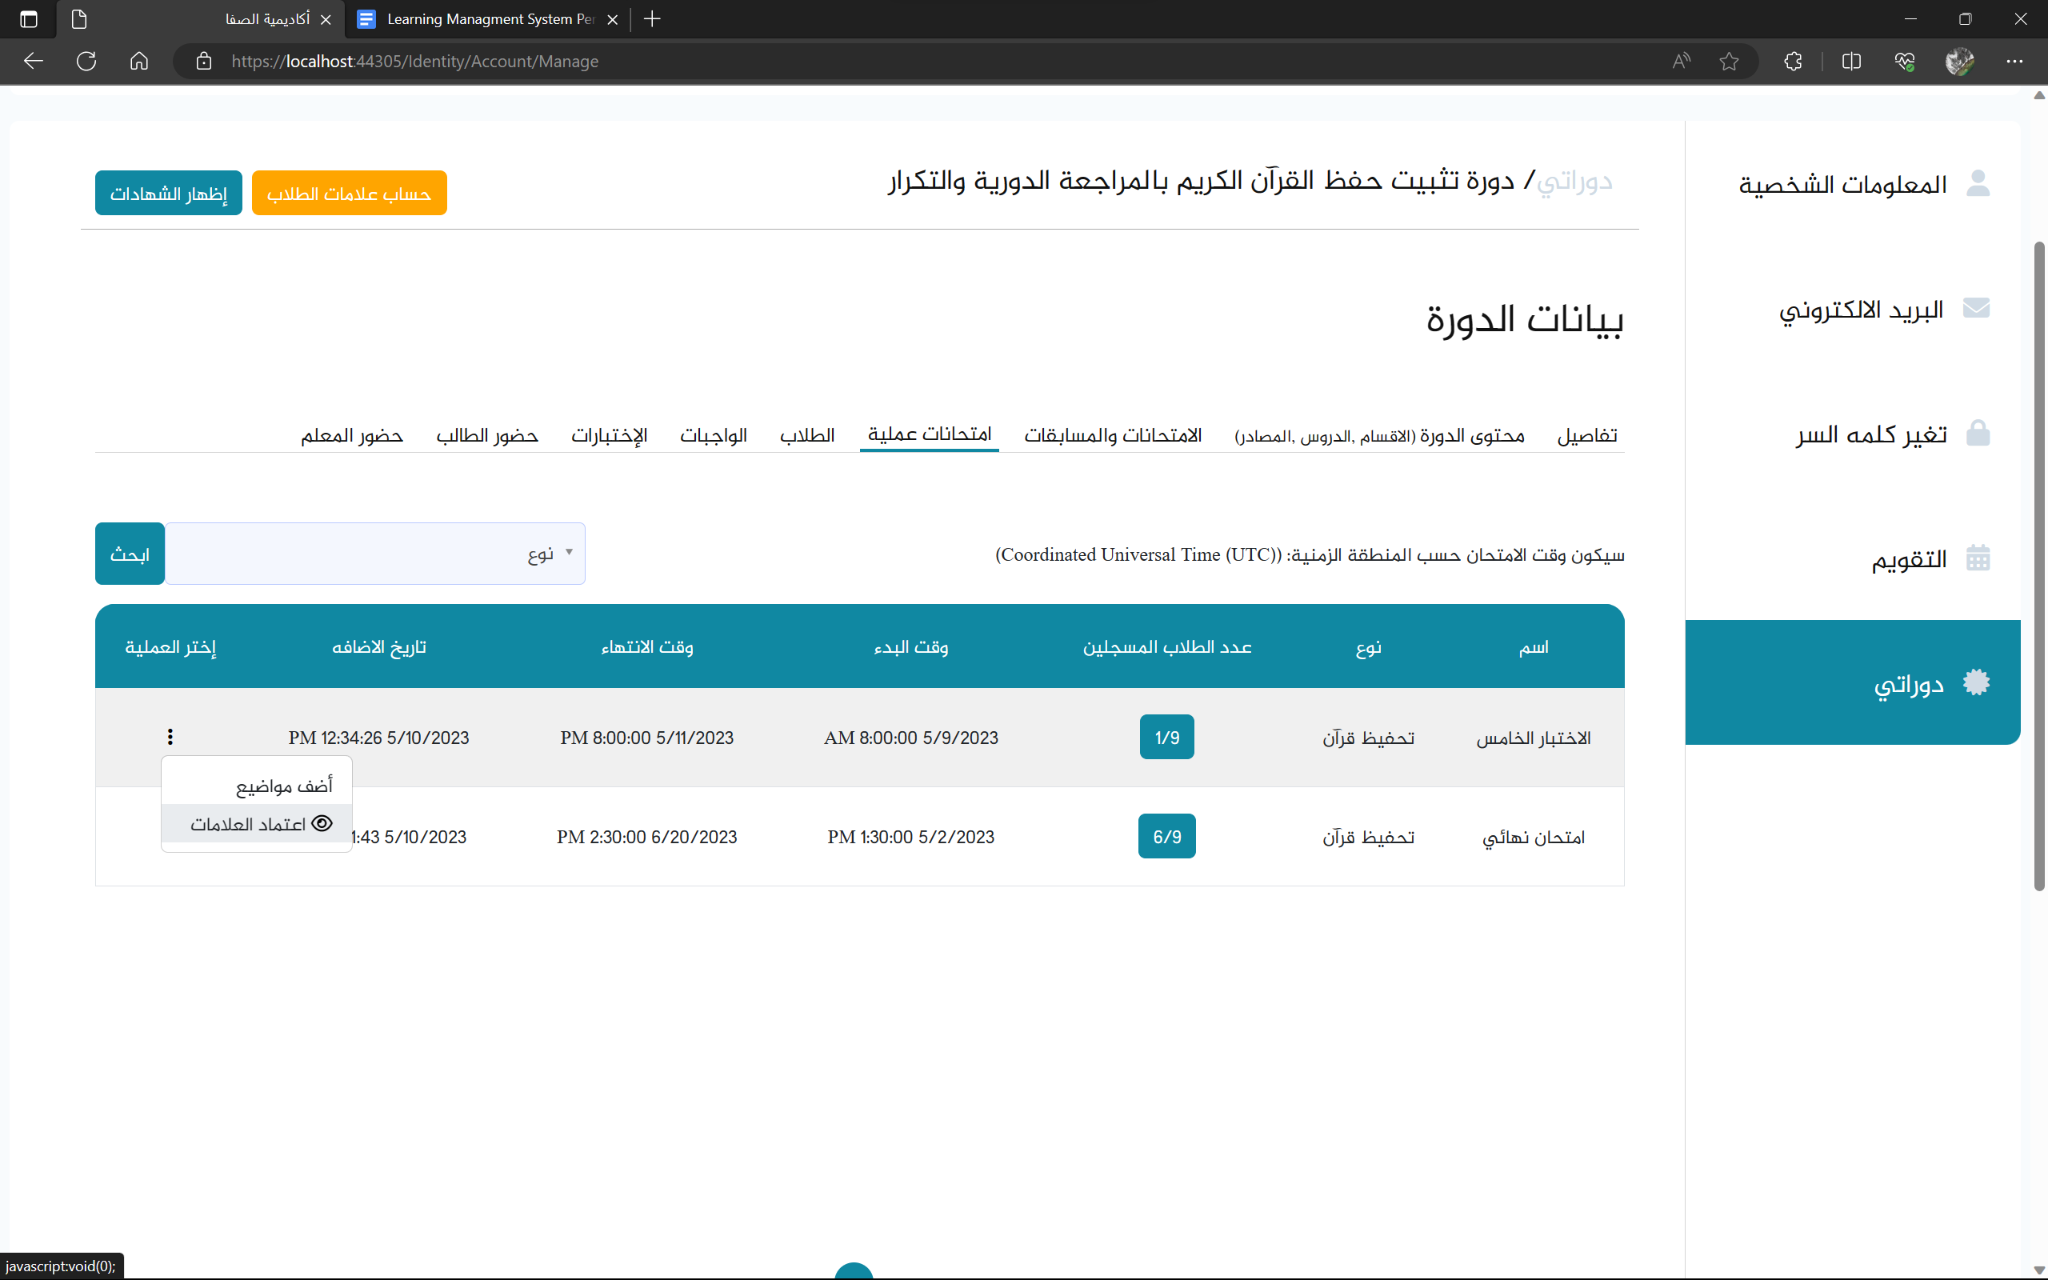 أكاديمية الصفا
Learning Managment System Per
https://localhost:44305/Identity/Account/Manage
المعلومات الشخصية
البريد الالكتروني
تغير كلمه السر
التقويم
دوراتي
دوراتي/ دورة تثبيت حفظ القرآن الكريم بالمراجعة الدورية والتكرار
حساب علامات الطلاب
إظهار الشهادات
بيانات الدورة
تفاصيل محتوى الدورة (الاقسام ,الدروس ,المصادر) الامتحانات والمسابقات امتحانات عملية الطلاب الواجبات الإختبارات حضور الطالب حضور المعلم
سيكون وقت الامتحان حسب المنطقة الزمنية: (Coordinated Universal Time (UTC))
نوع
ابحث
اسم نوع عدد الطلاب المسجلين وقت البدء وقت الانتهاء تاريخ الاضافه إختر العملية
الاختبار الخامس تحفيظ قرآن 1/9 5/9/2023 8:00:00 AM 5/11/2023 8:00:00 PM 5/10/2023 12:34:26 PM
أضف مواضيع
اعتماد العلامات
امتحان نهائي تحفيظ قرآن 6/9 5/2/2023 1:30:00 PM 6/20/2023 2:30:00 PM 5/10/2023 1:43
javascript:void(0);